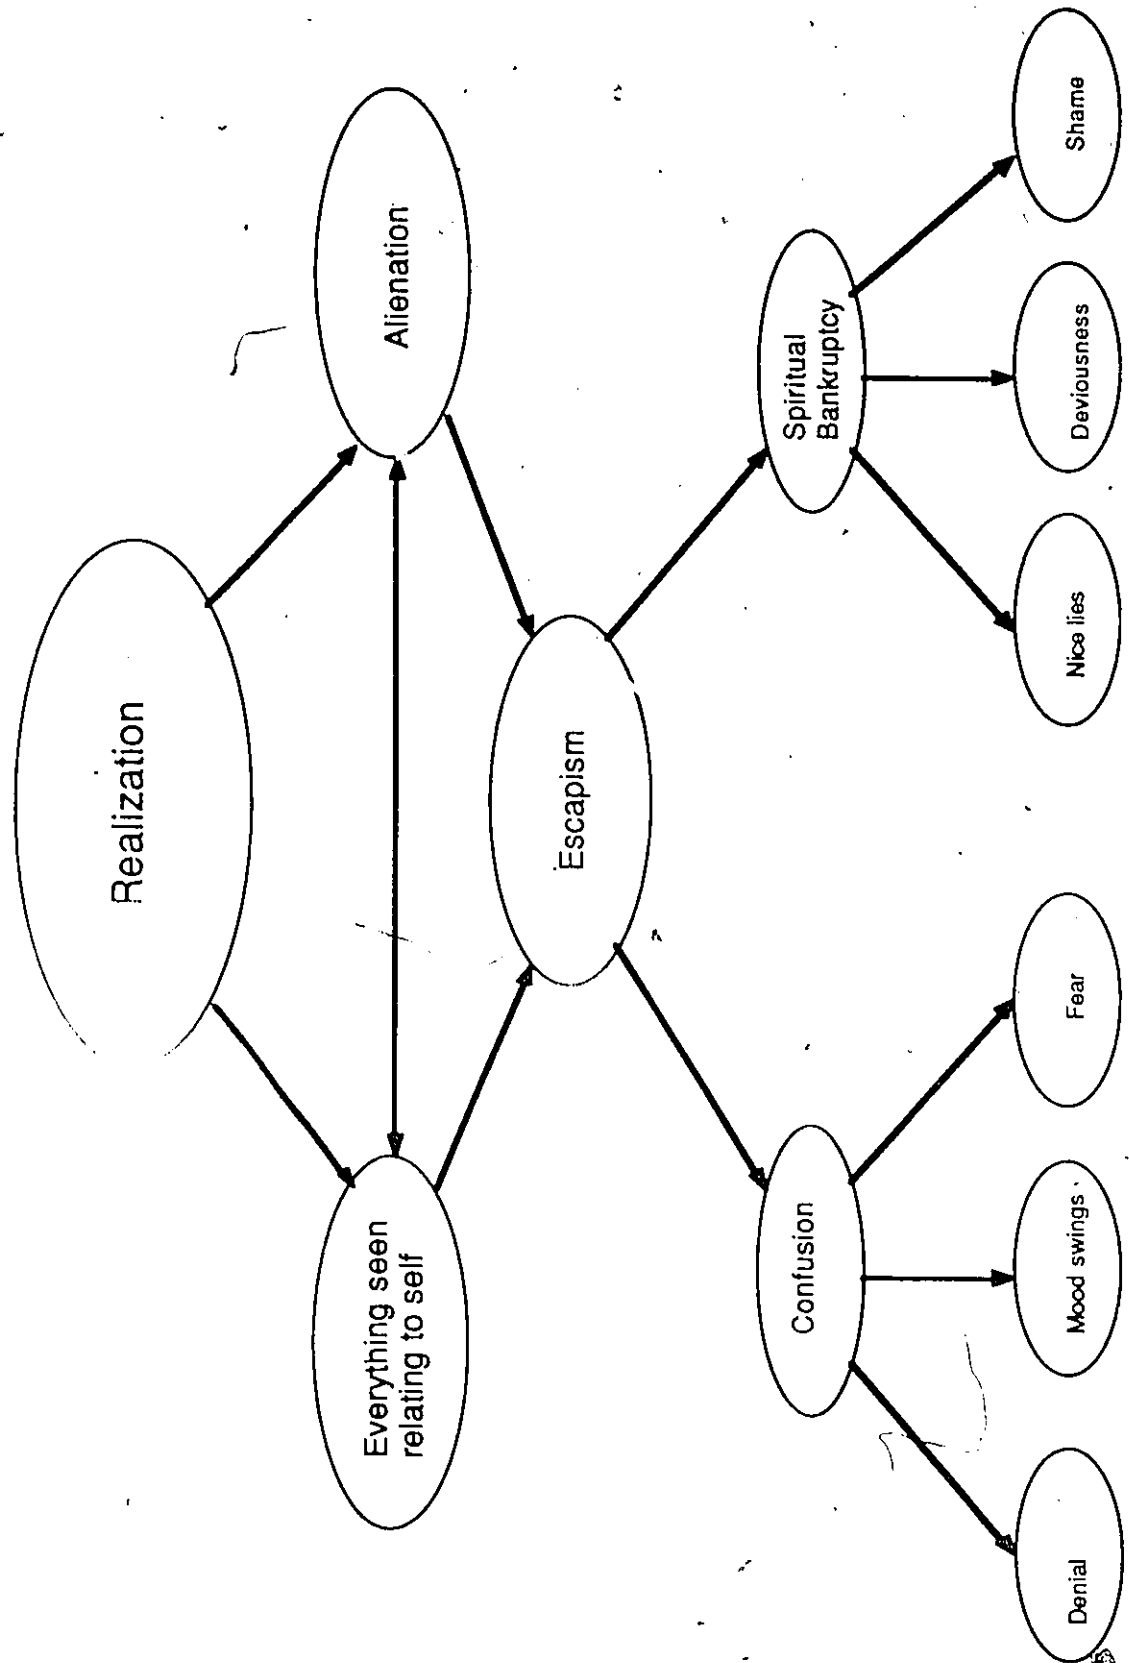 Realization
Everything seen
relating to self
Alienation
Escapism
Confusion
Spiritual
Bankruptcy
Denial
Mood swings
Fear
Nice lies
Deviousness
Shame